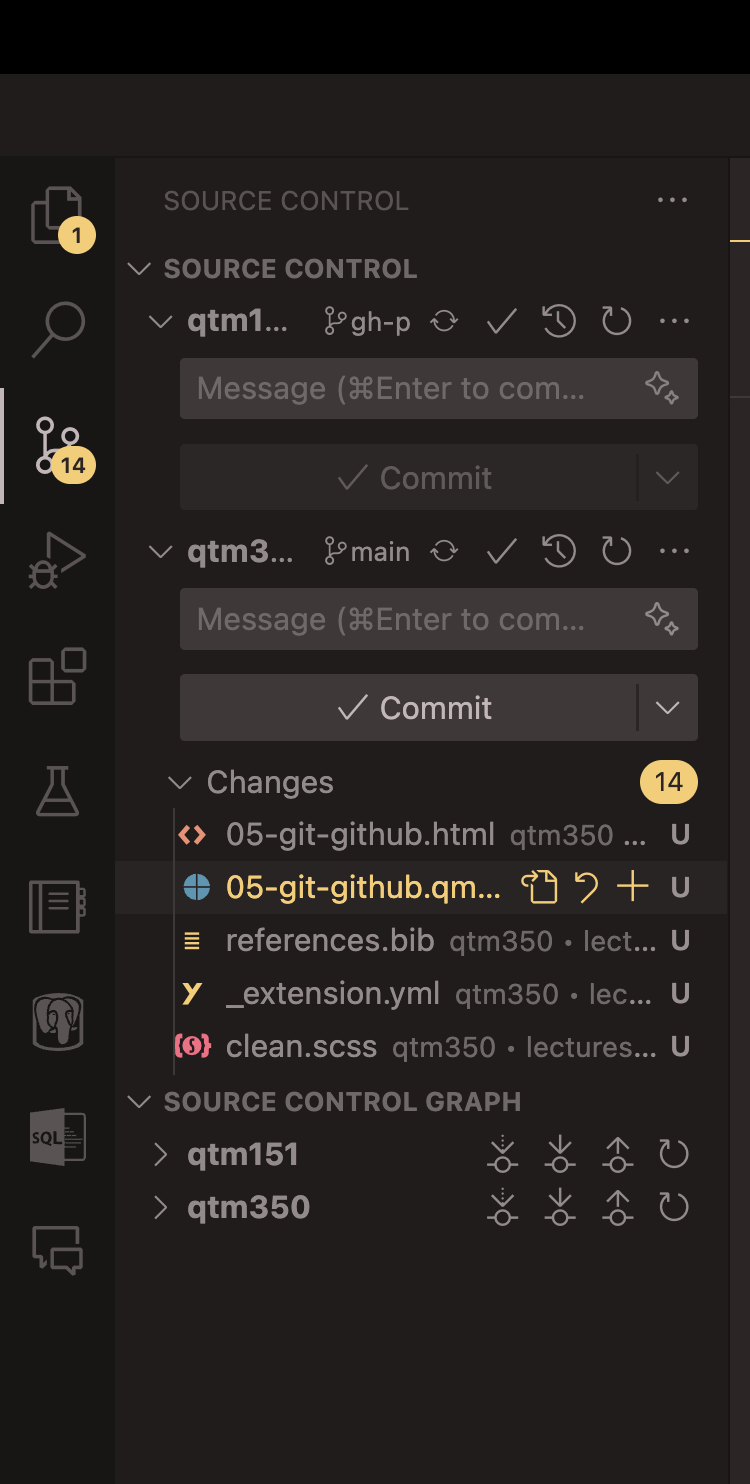 SOURCE CONTROL
1
SOURCE CONTROL
qtm1... gh-p
Message (⌘Enter to com...
14
Commit
qtm3... main
Message (⌘Enter to com...
Commit
Changes 14
05-git-github.html qtm350 ... U
05-git-github.qm... U
references.bib qtm350 • lect... U
_extension.yml qtm350 • lec... U
clean.scss qtm350 • lectures... U
SOURCE CONTROL GRAPH
SQL
qtm151
qtm350